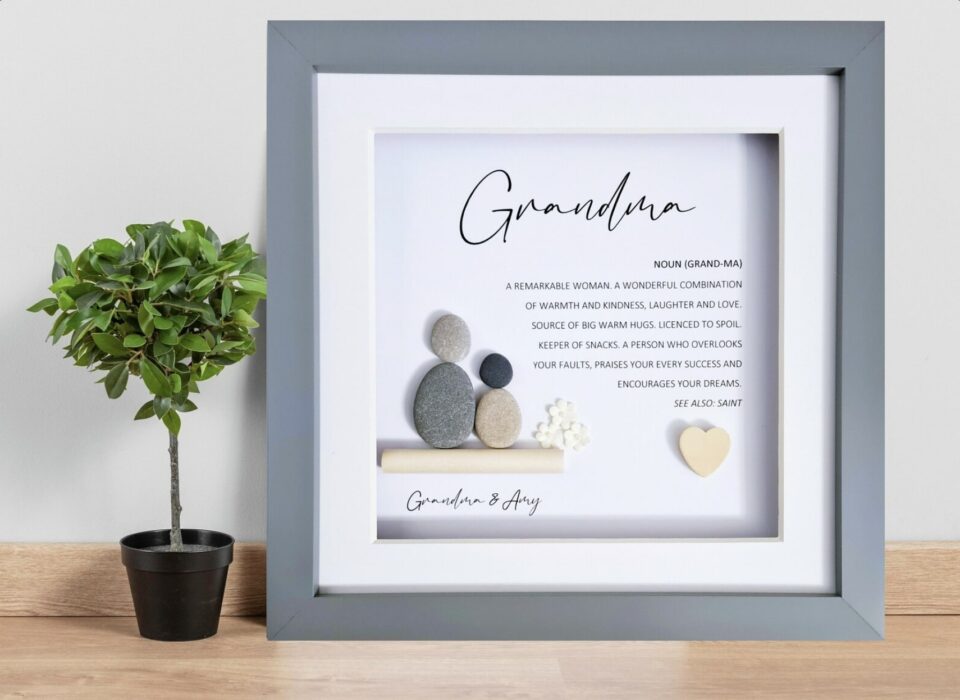 Grandma
NOUN (GRAND-MA)
A REMARKABLE WOMAN. A WONDERFUL COMBINATION
OF WARMTH AND KINDNESS, LAUGHTER AND LOVE.
SOURCE OF BIG WARM HUGS. LICENCED TO SPOIL.
KEEPER OF SNACKS. A PERSON WHO OVERLOOKS
YOUR FAULTS, PRAISES YOUR EVERY SUCCESS AND
ENCOURAGES YOUR DREAMS.
SEE ALSO: SAINT
Grandma & Amy